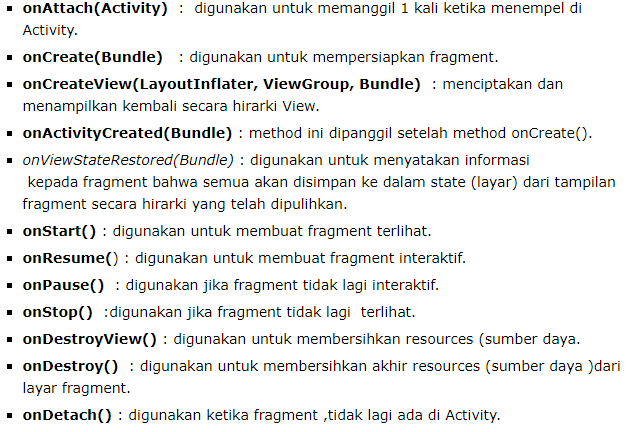 onAttach(Activity) : digunakan untuk memanggil 1 kali ketika menempel di
Activity.
onCreate(Bundle) : digunakan untuk mempersiapkan fragment.
onCreateView(LayoutInflater, ViewGroup, Bundle) : menciptakan dan
menampilkan kembali secara hirarki View.
onActivityCreated(Bundle) : method ini dipanggil setelah method onCreate().
onViewStateRestored(Bundle) : digunakan untuk menyatakan informasi
kepada fragment bahwa semua akan disimpan ke dalam state (layar) dari tampilan
fragment secara hirarki yang telah dipulihkan.
onStart() : digunakan untuk membuat fragment terlihat.
onResume() : digunakan untuk membuat fragment interaktif.
onPause() : digunakan jika fragment tidak lagi interaktif.
onStop() :digunakan jika fragment tidak lagi terlihat.
onDestroyView() : digunakan untuk membersihkan resources (sumber daya.
onDestroy() : digunakan untuk membersihkan akhir resources (sumber daya )dari
layar fragment.
onDetach() : digunakan ketika fragment ,tidak lagi ada di Activity.